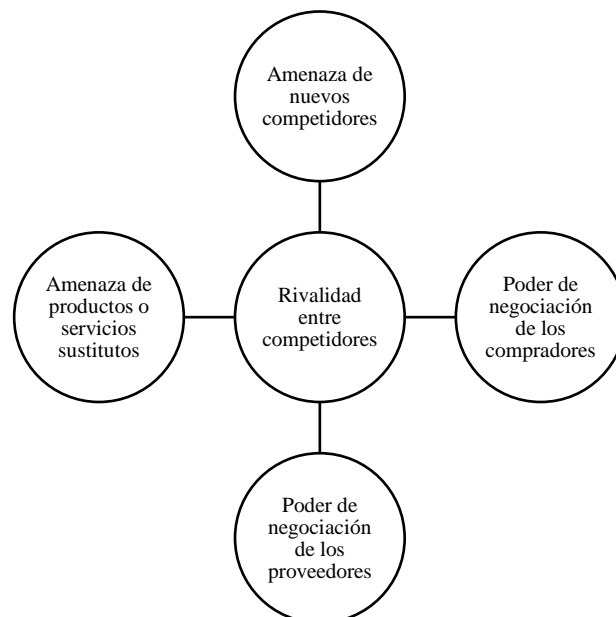 Amenaza de
nuevos
competidores
Amenaza de
productos o
servicios
sustitutos
Rivalidad
entre
competidores
Poder de
negociación
de los
compradores
Poder de
negociación
de los
proveedores